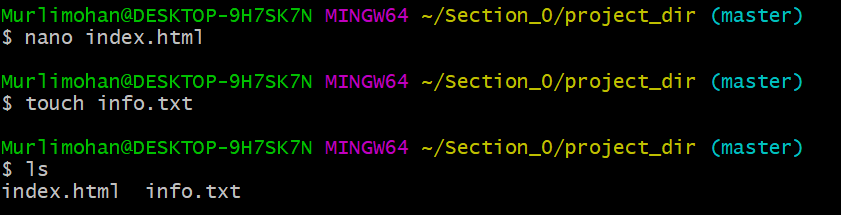 Murlimohan@DESKTOP-9H7SK7N MINGW64 ~/Section_0/project_dir (master)
$ nano index.html
Murlimohan@DESKTOP-9H7SK7N MINGW64 ~/Section_0/project_dir (master)
$ touch info.txt
Murlimohan@DESKTOP-9H7SK7N MINGW64 ~/Section_0/project_dir (master)
$ ls
index.html  info.txt